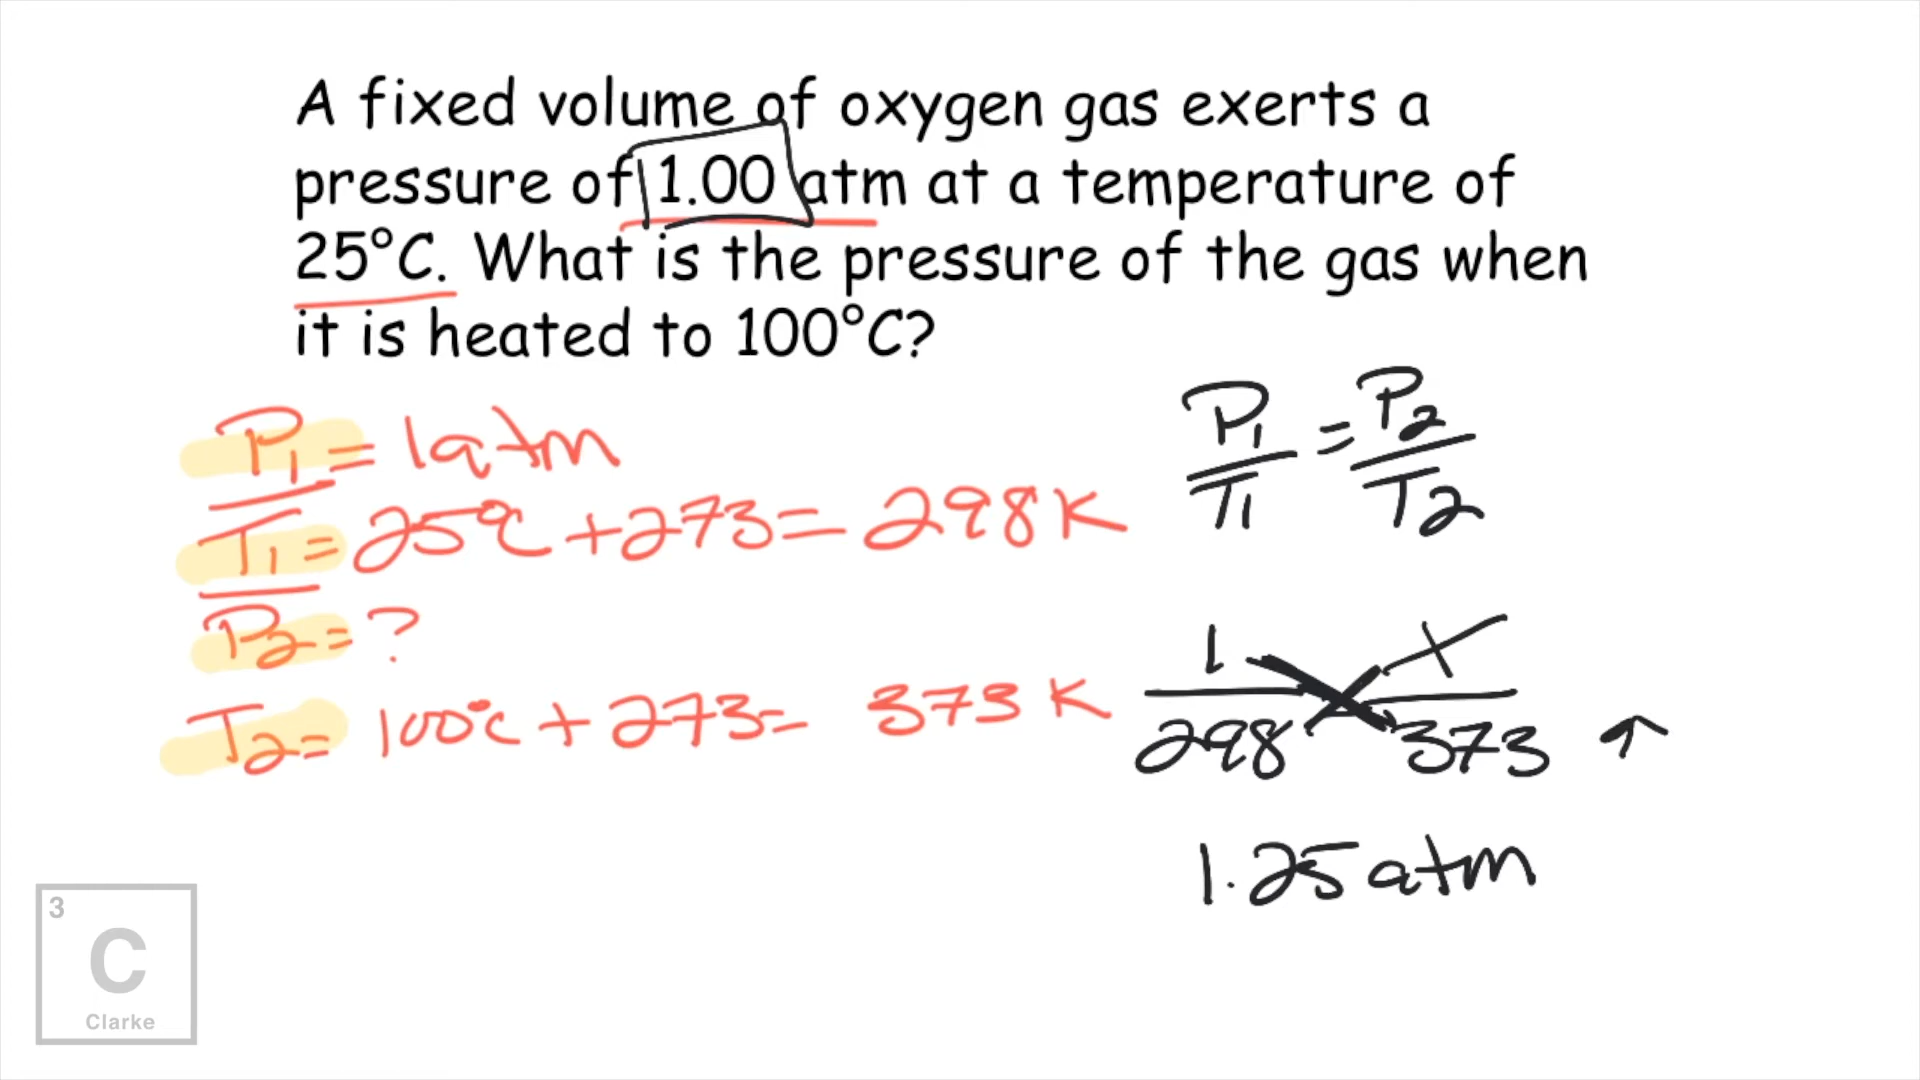 A fixed volume of oxygen gas exerts a
pressure of 1.00 atm at a temperature of
25°C. What is the pressure of the gas when
it is heated to 100°C?
P1 = 1atm
T1 = 25°C + 273 = 298 K
P2 = ?
T2 = 100°C + 273 = 373 K
P1 = P2
T1 T2
1 X
298 373 ↑
1.25 atm
3
C
Clarke